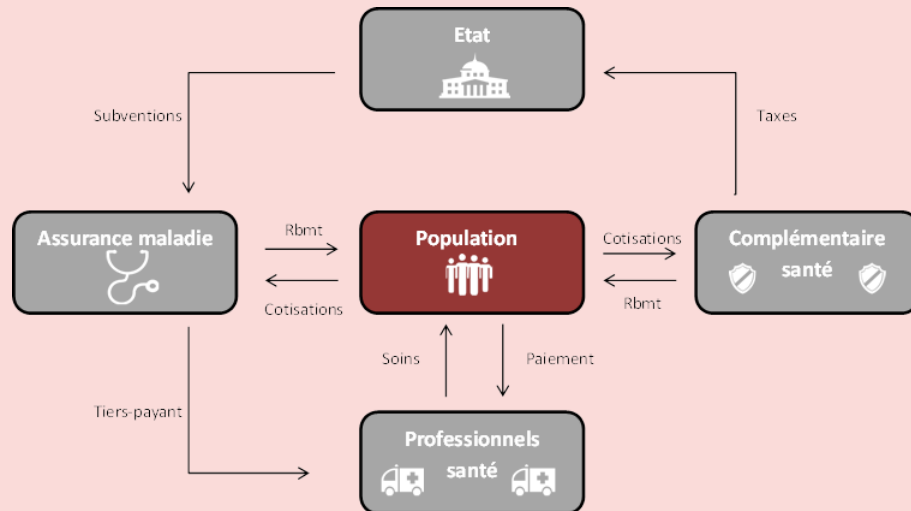 Etat
Subventions
Taxes
Assurance maladie
Rbmt
Cotisations
Population
Cotisations
Rbmt
Complémentaire
santé
Soins
Paiement
Tiers-payant
Professionnels
santé